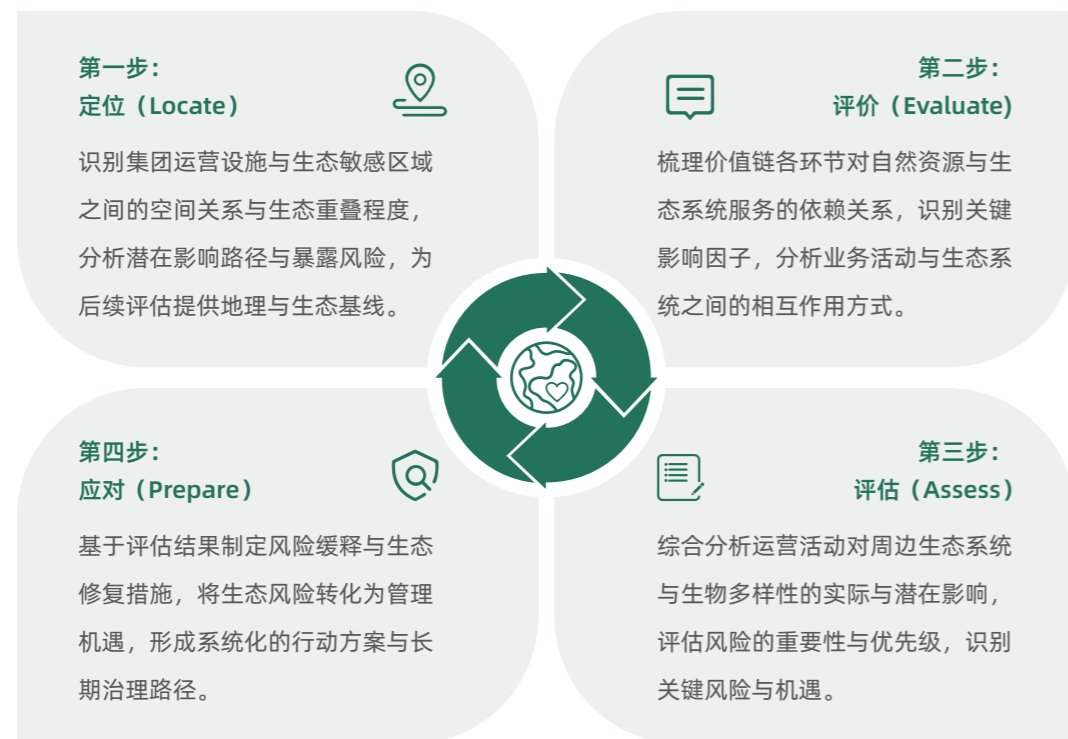 第一步：
定位（Locate）
识别集团运营设施与生态敏感区域
之间的空间关系与生态重叠程度，
分析潜在影响路径与暴露风险，为
后续评估提供地理与生态基线。
第二步：
评价（Evaluate)
梳理价值链各环节对自然资源与生
态系统服务的依赖关系，识别关键
影响因子，分析业务活动与生态系
统之间的相互作用方式。
第三步：
评估（Assess）
综合分析运营活动对周边生态系统
与生物多样性的实际与潜在影响，
评估风险的重要性与优先级，识别
关键风险与机遇。
第四步：
应对（Prepare）
基于评估结果制定风险缓释与生态
修复措施，将生态风险转化为管理
机遇，形成系统化的行动方案与长
期治理路径。